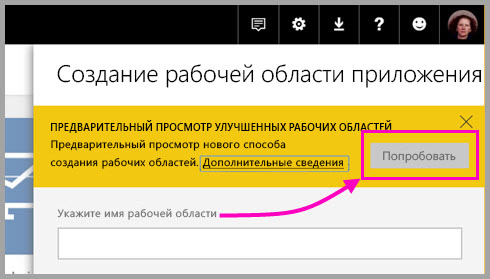 Создание рабочей области приложения
ПРЕДВАРИТЕЛЬНЫЙ ПРОСМОТР УЛУЧШЕННЫХ РАБОЧИХ ОБЛАСТЕЙ
Предварительный просмотр нового способа
создания рабочих областей. Дополнительные сведения
Попробовать
Укажите имя рабочей области